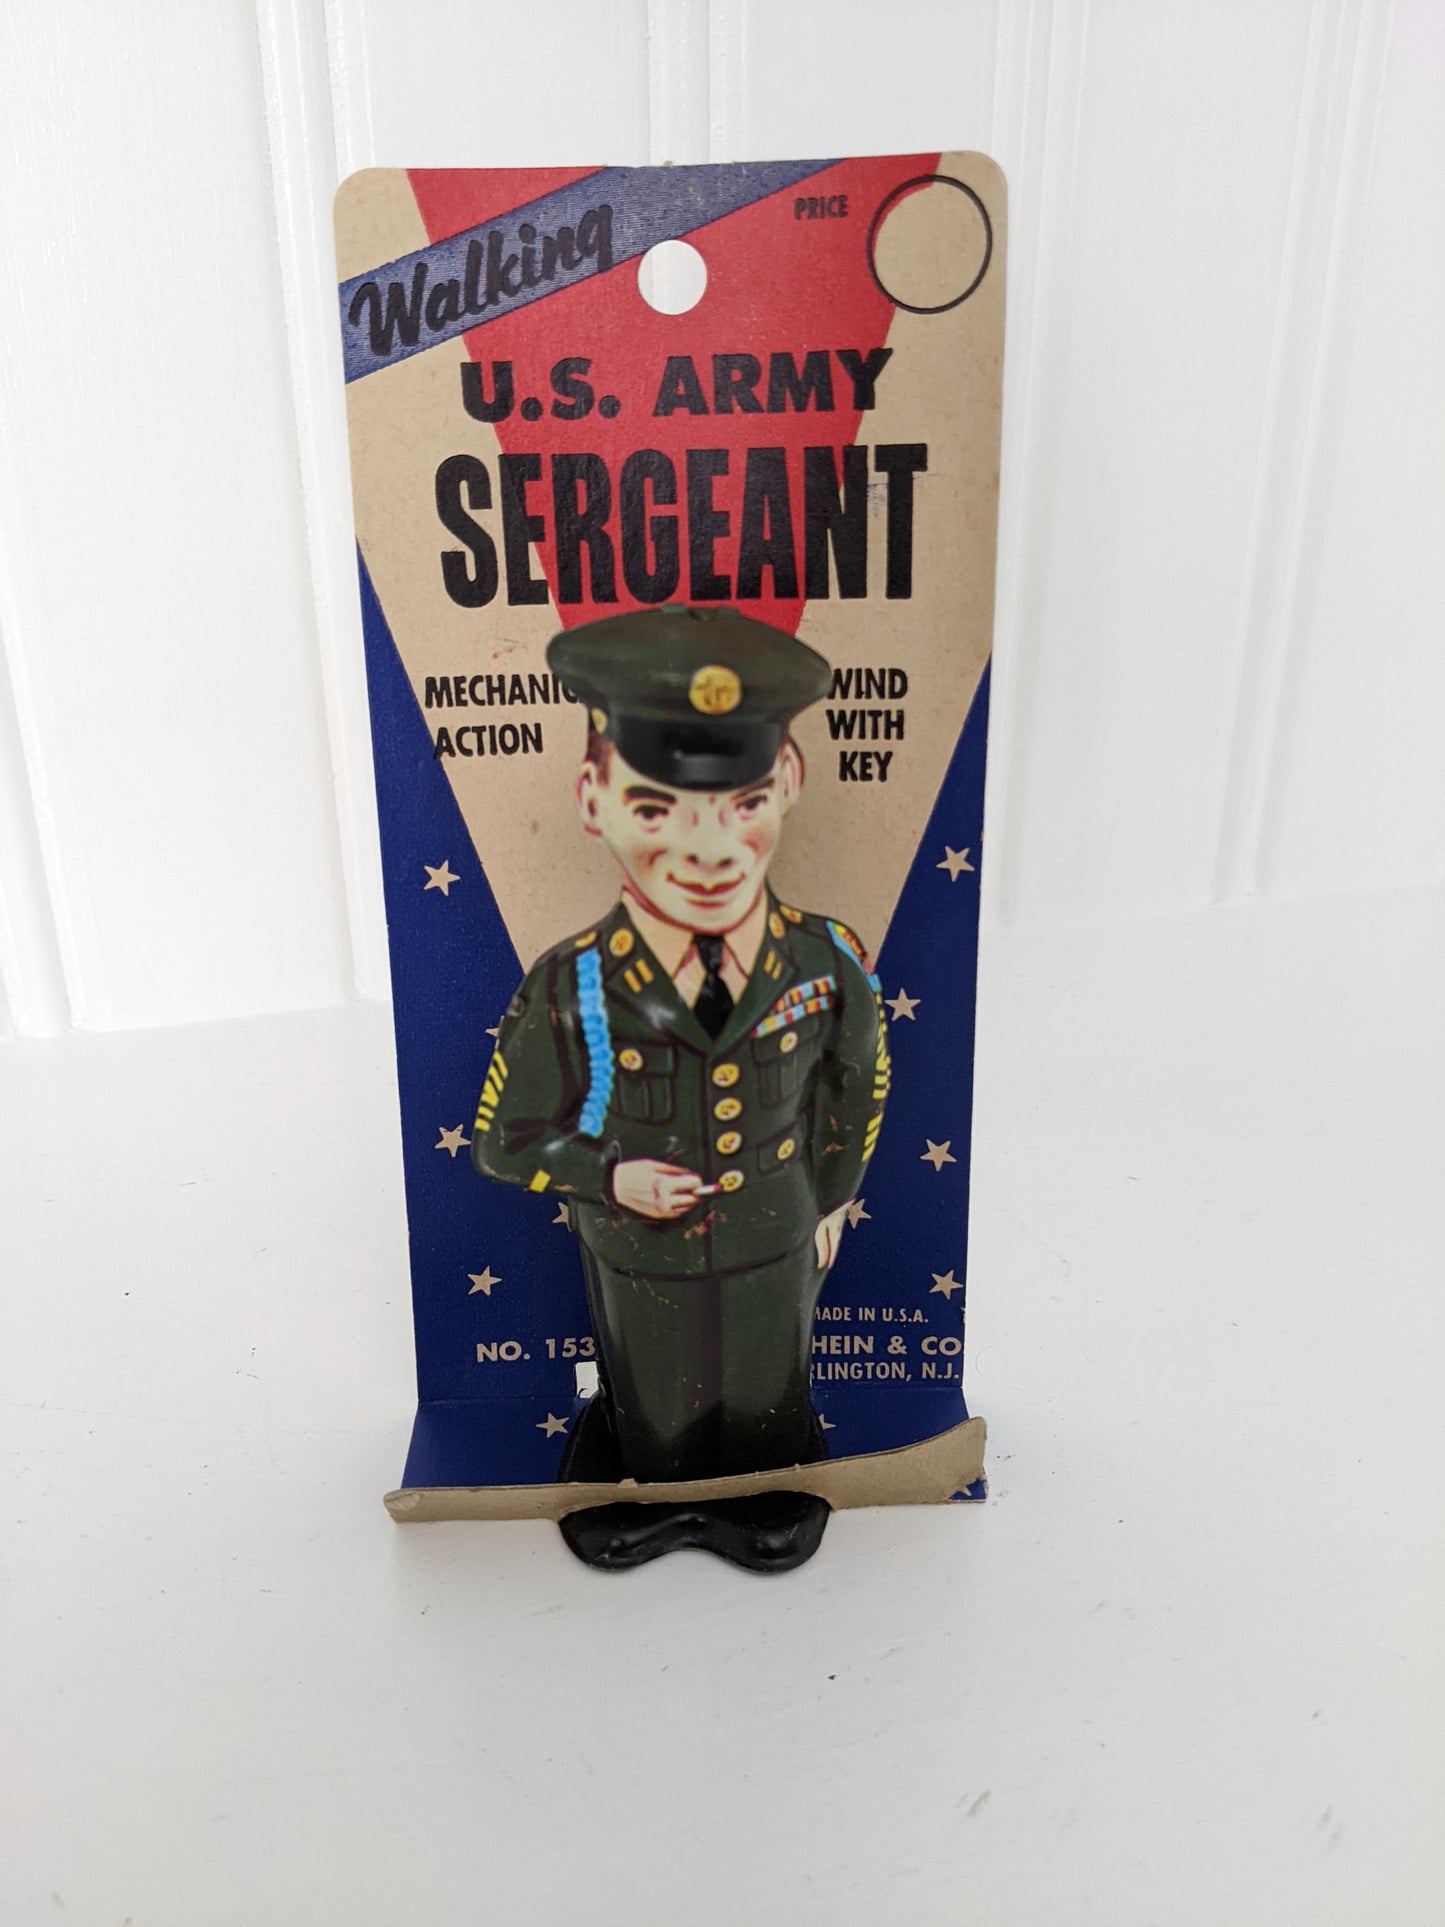 Walking
PRICE
U.S. ARMY
SERGEANT
MECHANIC
ACTION
WIND
WITH
KEY
MADE IN U.S.A.
NO. 153
HEIN & CO
RLINGTON, N.J.